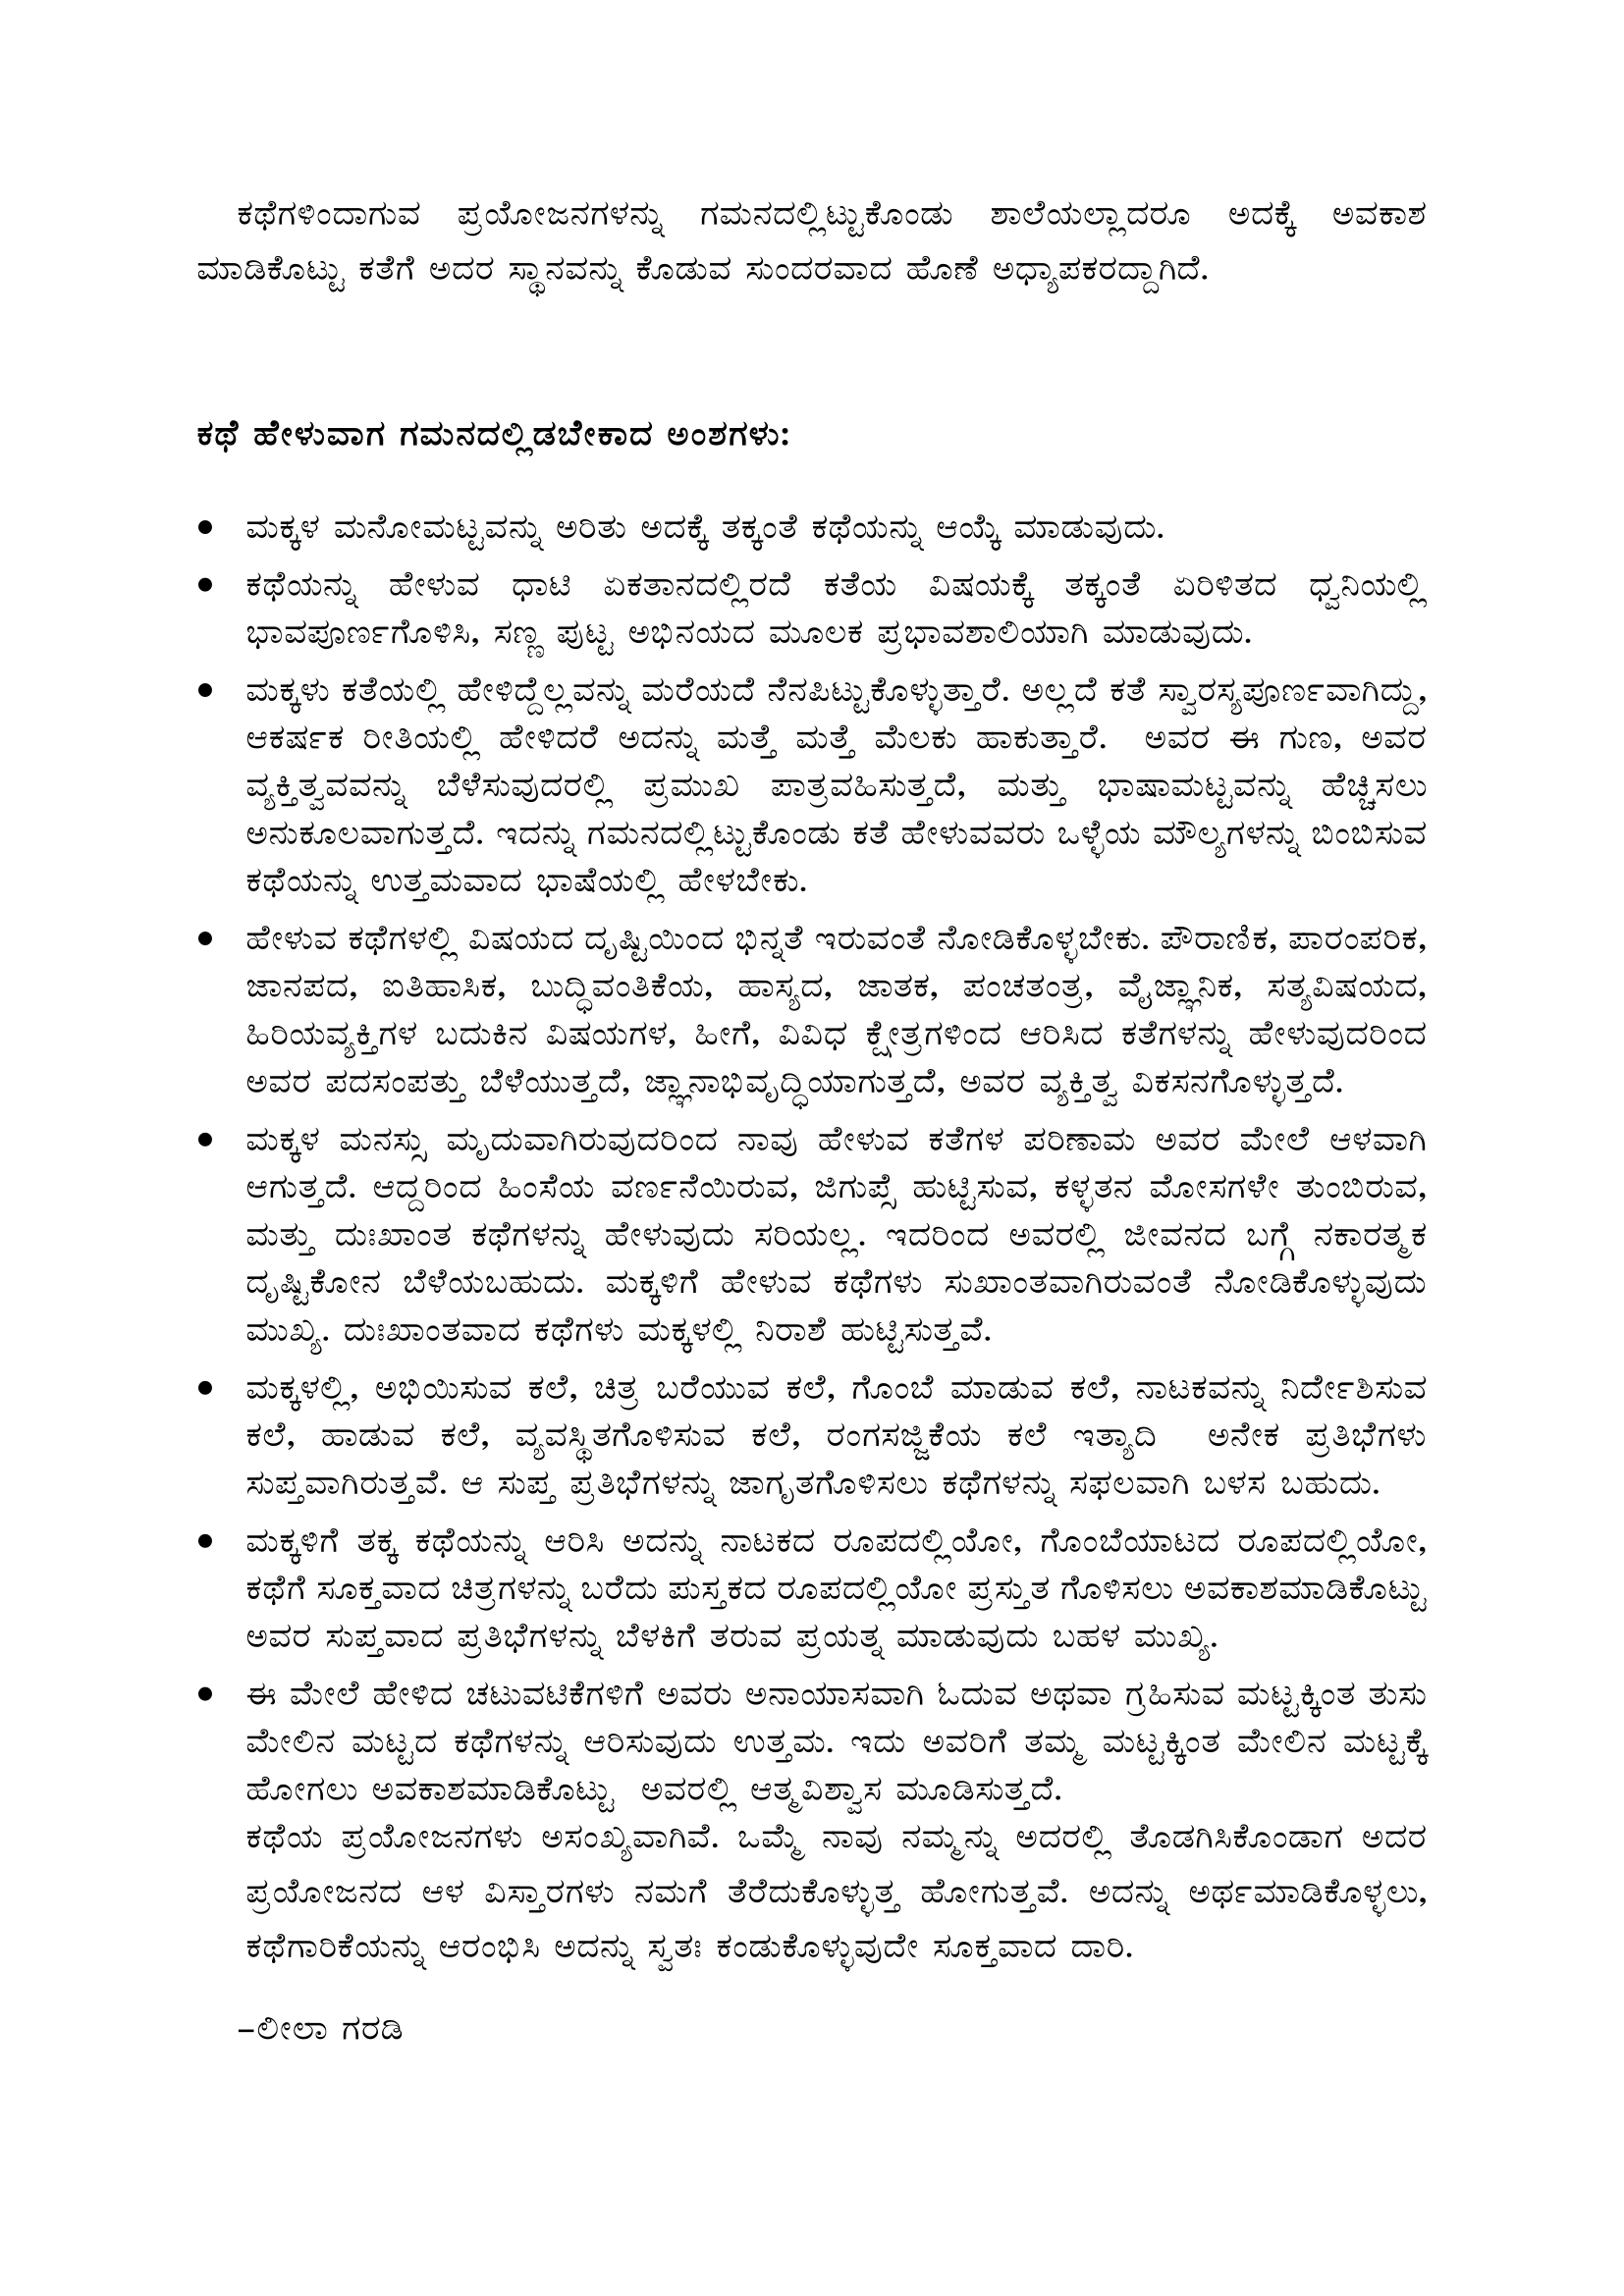 ಕಥೆಗಳಿಂದಾಗುವ ಪ್ರಯೋಜನಗಳನ್ನು ಗಮನದಲ್ಲಿಟ್ಟುಕೊಂಡು ಶಾಲೆಯಲ್ಲಾದರೂ ಅದಕ್ಕೆ ಅವಕಾಶ
ಮಾಡಿಕೊಟ್ಟು ಕತೆಗೆ ಅದರ ಸ್ಥಾನವನ್ನು ಕೊಡುವ ಸುಂದರವಾದ ಹೊಣೆ ಅಧ್ಯಾಪಕರದ್ದಾಗಿದೆ.
ಕಥೆ ಹೇಳುವಾಗ ಗಮನದಲ್ಲಿಡಬೇಕಾದ ಅಂಶಗಳು:
• ಮಕ್ಕಳ ಮನೋಮಟ್ಟವನ್ನು ಅರಿತು ಅದಕ್ಕೆ ತಕ್ಕಂತೆ ಕಥೆಯನ್ನು ಆಯ್ಕೆ ಮಾಡುವುದು.
• ಕಥೆಯನ್ನು ಹೇಳುವ ಧಾಟಿ ಏಕತಾನದಲ್ಲಿರದೆ ಕತೆಯ ವಿಷಯಕ್ಕೆ ತಕ್ಕಂತೆ ಏರಿಳಿತದ ಧ್ವನಿಯಲ್ಲಿ
ಭಾವಪೂರ್ಣಗೊಳಿಸಿ, ಸಣ್ಣ ಪುಟ್ಟ ಅಭಿನಯದ ಮೂಲಕ ಪ್ರಭಾವಶಾಲಿಯಾಗಿ ಮಾಡುವುದು.
• ಮಕ್ಕಳು ಕತೆಯಲ್ಲಿ ಹೇಳಿದ್ದೆಲ್ಲವನ್ನು ಮರೆಯದೆ ನೆನಪಿಟ್ಟುಕೊಳ್ಳುತ್ತಾರೆ. ಅಲ್ಲದೆ ಕತೆ ಸ್ವಾರಸ್ಯಪೂರ್ಣವಾಗಿದ್ದು,
ಆಕರ್ಷಕ ರೀತಿಯಲ್ಲಿ ಹೇಳಿದರೆ ಅದನ್ನು ಮತ್ತೆ ಮತ್ತೆ ಮೆಲಕು ಹಾಕುತ್ತಾರೆ. ಅವರ ಈ ಗುಣ, ಅವರ
ವ್ಯಕ್ತಿತ್ವವವನ್ನು ಬೆಳೆಸುವುದರಲ್ಲಿ ಪ್ರಮುಖ ಪಾತ್ರವಹಿಸುತ್ತದೆ, ಮತ್ತು ಭಾಷಾಮಟ್ಟವನ್ನು ಹೆಚ್ಚಿಸಲು
ಅನುಕೂಲವಾಗುತ್ತದೆ. ಇದನ್ನು ಗಮನದಲ್ಲಿಟ್ಟುಕೊಂಡು ಕತೆ ಹೇಳುವವರು ಒಳ್ಳೆಯ ಮೌಲ್ಯಗಳನ್ನು ಬಿಂಬಿಸುವ
ಕಥೆಯನ್ನು ಉತ್ತಮವಾದ ಭಾಷೆಯಲ್ಲಿ ಹೇಳಬೇಕು.
• ಹೇಳುವ ಕಥೆಗಳಲ್ಲಿ ವಿಷಯದ ದೃಷ್ಟಿಯಿಂದ ಭಿನ್ನತೆ ಇರುವಂತೆ ನೋಡಿಕೊಳ್ಳಬೇಕು. ಪೌರಾಣಿಕ, ಪಾರಂಪರಿಕ,
ಜಾನಪದ, ಐತಿಹಾಸಿಕ, ಬುದ್ಧಿವಂತಿಕೆಯ, ಹಾಸ್ಯದ, ಜಾತಕ, ಪಂಚತಂತ್ರ, ವೈಜ್ಞಾನಿಕ, ಸತ್ಯವಿಷಯದ,
ಹಿರಿಯವ್ಯಕ್ತಿಗಳ ಬದುಕಿನ ವಿಷಯಗಳ, ಹೀಗೆ, ವಿವಿಧ ಕ್ಷೇತ್ರಗಳಿಂದ ಆರಿಸಿದ ಕತೆಗಳನ್ನು ಹೇಳುವುದರಿಂದ
ಅವರ ಪದಸಂಪತ್ತು ಬೆಳೆಯುತ್ತದೆ, ಜ್ಞಾನಾಭಿವೃದ್ಧಿಯಾಗುತ್ತದೆ, ಅವರ ವ್ಯಕ್ತಿತ್ವ ವಿಕಸನಗೊಳ್ಳುತ್ತದೆ.
• ಮಕ್ಕಳ ಮನಸ್ಸು ಮೃದುವಾಗಿರುವುದರಿಂದ ನಾವು ಹೇಳುವ ಕತೆಗಳ ಪರಿಣಾಮ ಅವರ ಮೇಲೆ ಆಳವಾಗಿ
ಆಗುತ್ತದೆ. ಆದ್ದರಿಂದ ಹಿಂಸೆಯ ವರ್ಣನೆಯಿರುವ, ಜಿಗುಪ್ಸೆ ಹುಟ್ಟಿಸುವ, ಕಳ್ಳತನ ಮೋಸಗಳೇ ತುಂಬಿರುವ,
ಮತ್ತು ದುಃಖಾಂತ ಕಥೆಗಳನ್ನು ಹೇಳುವುದು ಸರಿಯಲ್ಲ. ಇದರಿಂದ ಅವರಲ್ಲಿ ಜೀವನದ ಬಗ್ಗೆ ನಕಾರತ್ಮಕ
ದೃಷ್ಟಿಕೋನ ಬೆಳೆಯಬಹುದು. ಮಕ್ಕಳಿಗೆ ಹೇಳುವ ಕಥೆಗಳು ಸುಖಾಂತವಾಗಿರುವಂತೆ ನೋಡಿಕೊಳ್ಳುವುದು
ಮುಖ್ಯ. ದುಃಖಾಂತವಾದ ಕಥೆಗಳು ಮಕ್ಕಳಲ್ಲಿ ನಿರಾಶೆ ಹುಟ್ಟಿಸುತ್ತವೆ.
• ಮಕ್ಕಳಲ್ಲಿ, ಅಭಿಯಿಸುವ ಕಲೆ, ಚಿತ್ರ ಬರೆಯುವ ಕಲೆ, ಗೊಂಬೆ ಮಾಡುವ ಕಲೆ, ನಾಟಕವನ್ನು ನಿರ್ದೇಶಿಸುವ
ಕಲೆ, ಹಾಡುವ ಕಲೆ, ವ್ಯವಸ್ಥಿತಗೊಳಿಸುವ ಕಲೆ, ರಂಗಸಜ್ಜಿಕೆಯ ಕಲೆ ಇತ್ಯಾದಿ ಅನೇಕ ಪ್ರತಿಭೆಗಳು
ಸುಪ್ತವಾಗಿರುತ್ತವೆ. ಆ ಸುಪ್ತ ಪ್ರತಿಭೆಗಳನ್ನು ಜಾಗೃತಗೊಳಿಸಲು ಕಥೆಗಳನ್ನು ಸಫಲವಾಗಿ ಬಳಸ ಬಹುದು.
• ಮಕ್ಕಳಿಗೆ ತಕ್ಕ ಕಥೆಯನ್ನು ಆರಿಸಿ ಅದನ್ನು ನಾಟಕದ ರೂಪದಲ್ಲಿಯೋ, ಗೊಂಬೆಯಾಟದ ರೂಪದಲ್ಲಿಯೋ,
ಕಥೆಗೆ ಸೂಕ್ತವಾದ ಚಿತ್ರಗಳನ್ನು ಬರೆದು ಪುಸ್ತಕದ ರೂಪದಲ್ಲಿಯೋ ಪ್ರಸ್ತುತ ಗೊಳಿಸಲು ಅವಕಾಶಮಾಡಿಕೊಟ್ಟು
ಅವರ ಸುಪ್ತವಾದ ಪ್ರತಿಭೆಗಳನ್ನು ಬೆಳಕಿಗೆ ತರುವ ಪ್ರಯತ್ನ ಮಾಡುವುದು ಬಹಳ ಮುಖ್ಯ.
• ಈ ಮೇಲೆ ಹೇಳಿದ ಚಟುವಟಿಕೆಗಳಿಗೆ ಅವರು ಅನಾಯಾಸವಾಗಿ ಓದುವ ಅಥವಾ ಗ್ರಹಿಸುವ ಮಟ್ಟಕ್ಕಿಂತ ತುಸು
ಮೇಲಿನ ಮಟ್ಟದ ಕಥೆಗಳನ್ನು ಆರಿಸುವುದು ಉತ್ತಮ. ಇದು ಅವರಿಗೆ ತಮ್ಮ ಮಟ್ಟಕ್ಕಿಂತ ಮೇಲಿನ ಮಟ್ಟಕ್ಕೆ
ಹೋಗಲು ಅವಕಾಶಮಾಡಿಕೊಟ್ಟು ಅವರಲ್ಲಿ ಆತ್ಮವಿಶ್ವಾಸ ಮೂಡಿಸುತ್ತದೆ.
ಕಥೆಯ ಪ್ರಯೋಜನಗಳು ಅಸಂಖ್ಯವಾಗಿವೆ. ಒಮ್ಮೆ ನಾವು ನಮ್ಮನ್ನು ಅದರಲ್ಲಿ ತೊಡಗಿಸಿಕೊಂಡಾಗ ಅದರ
ಪ್ರಯೋಜನದ ಆಳ ವಿಸ್ತಾರಗಳು ನಮಗೆ ತೆರೆದುಕೊಳ್ಳುತ್ತ ಹೋಗುತ್ತವೆ. ಅದನ್ನು ಅರ್ಥಮಾಡಿಕೊಳ್ಳಲು,
ಕಥೆಗಾರಿಕೆಯನ್ನು ಆರಂಭಿಸಿ ಅದನ್ನು ಸ್ವತಃ ಕಂಡುಕೊಳ್ಳುವುದೇ ಸೂಕ್ತವಾದ ದಾರಿ.
–ಲೀಲಾ ಗರಡಿ